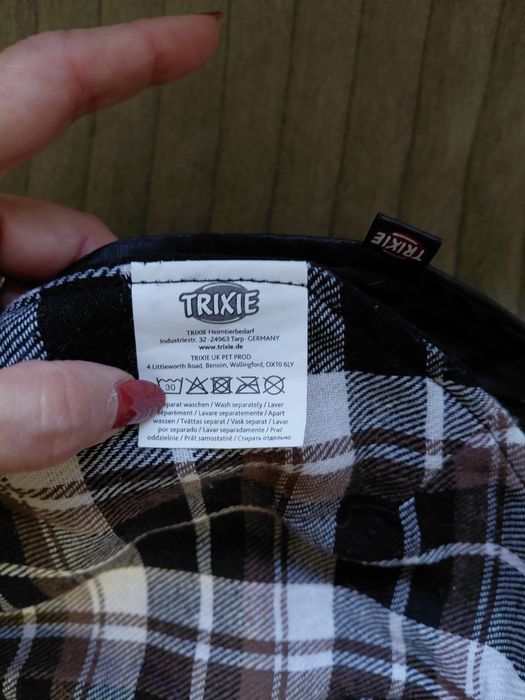 TRIXIE
TRIXIE
TRIXIE Heimtierbedarf
Industriestr. 32 · 24963 Tarp · GERMANY
www.trixie.de
TRIXIE UK PET PROD
4 Littleworth Road, Benson, Wallingford, OX10 6LY
30
eparat waschen / Wash separately / Laver
séparément / Lavare separatemente / Apart
wassen / Tvättas separat / Vask separat / Lavar
por separado / Lavar separadamente / Prać
oddzielnie / Prát samostatně / Стирать отдельно